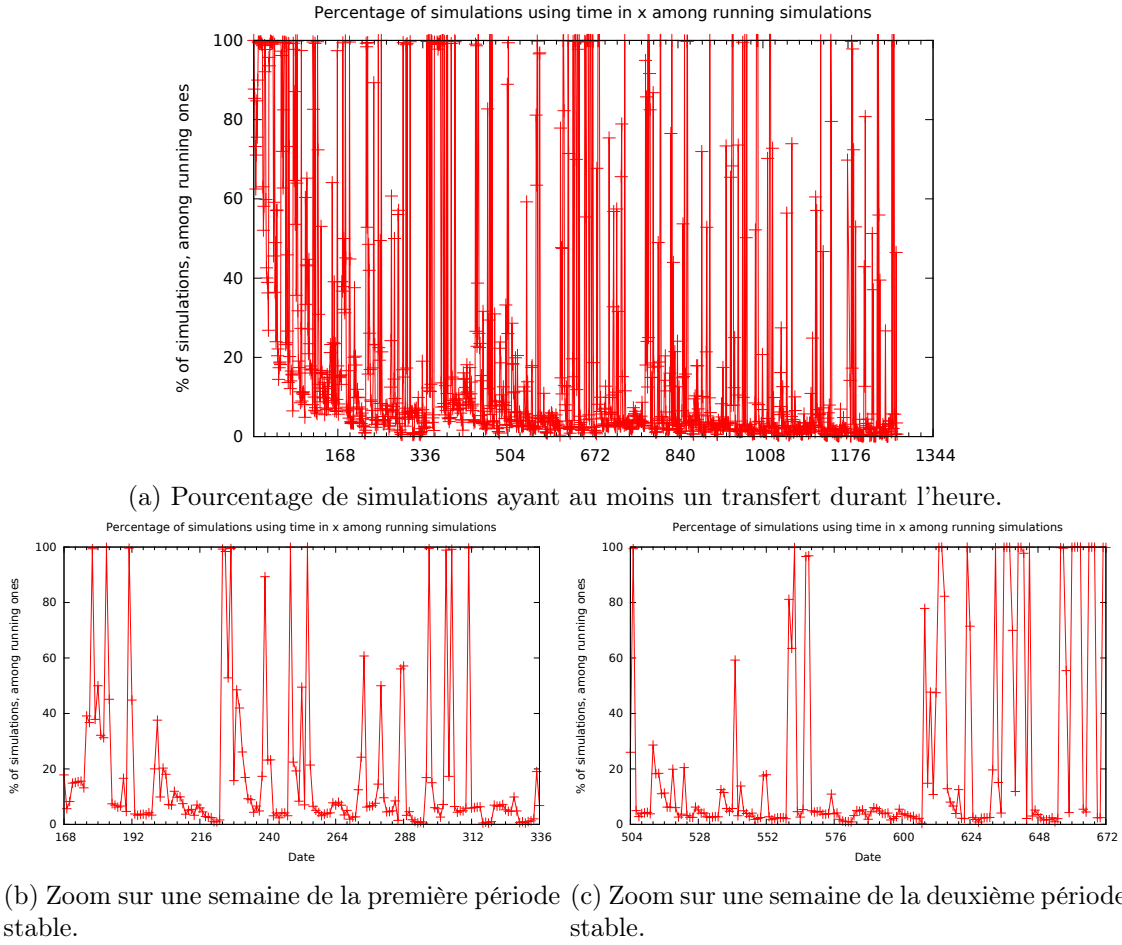 Percentage of simulations using time in x among running simulations
% of simulations, among running ones
100
80
60
40
20
0
168 336 504 672 840 1008 1176 1344
(a) Pourcentage de simulations ayant au moins un transfert durant l'heure.
Percentage of simulations using time in x among running simulations
% of simulations, among running ones
100
80
60
40
20
0
168 192 216 240 264 288 312 336
Date
Percentage of simulations using time in x among running simulations
% of simulations, among running ones
100
80
60
40
20
0
504 528 552 576 600 624 648 672
Date
(b) Zoom sur une semaine de la première période
stable.
(c) Zoom sur une semaine de la deuxième période
stable.